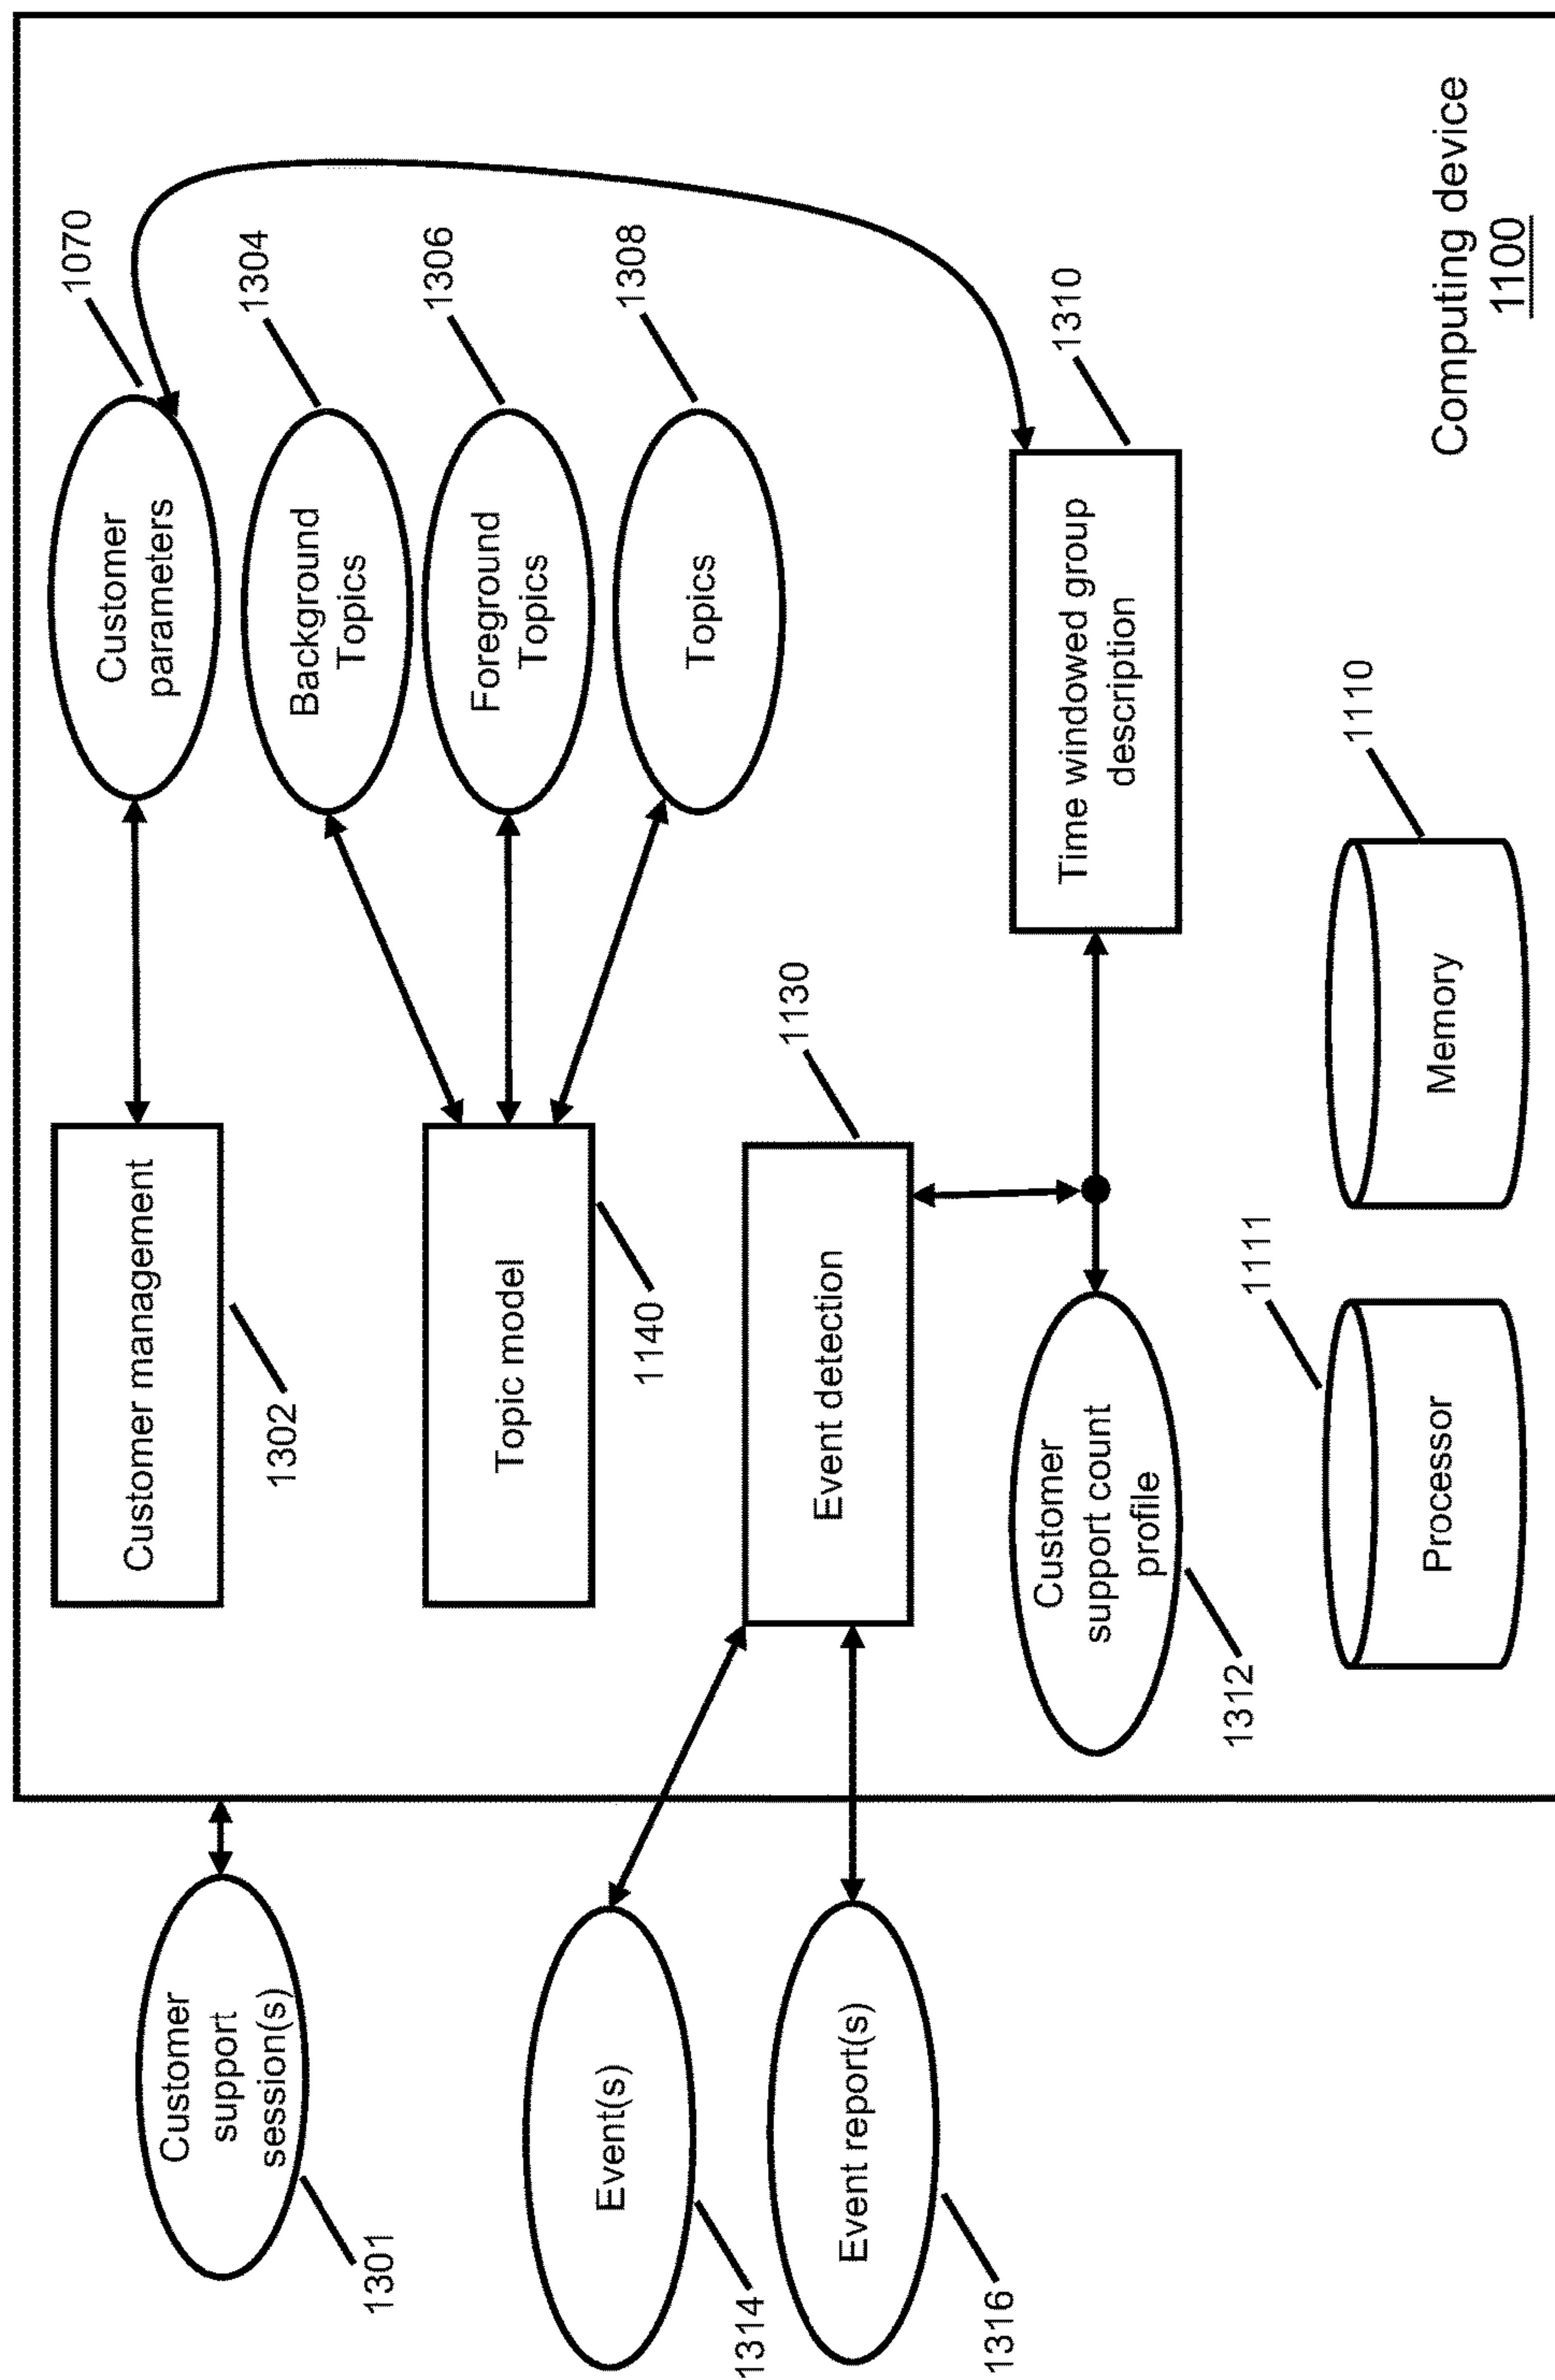 Customer
support
session(s)
1301
Customer management
1302
Customer
parameters
1070
Background
Topics
1304
Topic model
1140
Foreground
Topics
1306
Topics
1308
Event(s)
1314
Event detection
1130
Event report(s)
1316
Customer
support count
profile
1312
Time windowed group
description
1310
Processor
1111
Memory
1110
Computing device
1100